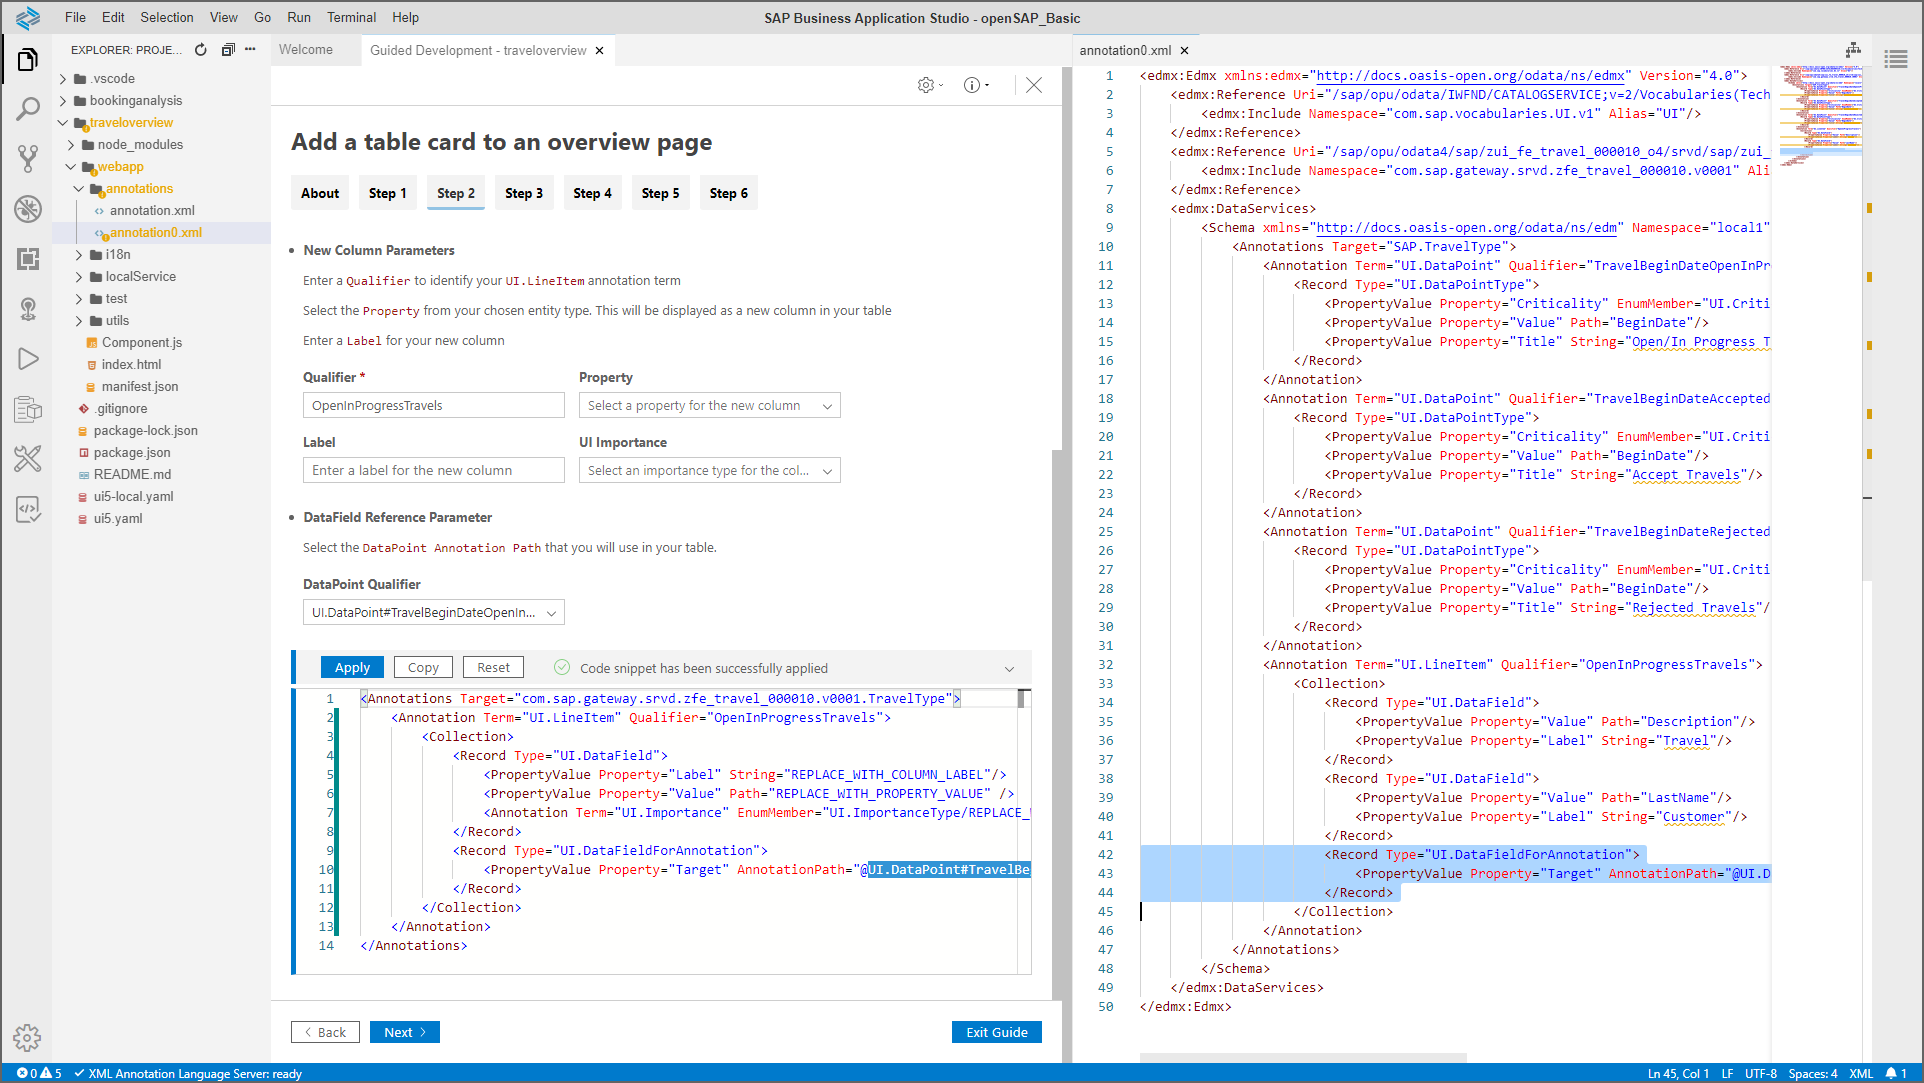 File Edit Selection View Go Run Terminal Help
SAP Business Application Studio - openSAP_Basic
EXPLORER: PROJE...
.vscode
bookinganalysis
traveloverview
node_modules
webapp
annotations
annotation.xml
annotation0.xml
i18n
localService
test
utils
Component.js
index.html
manifest.json
.gitignore
package-lock.json
package.json
README.md
ui5-local.yaml
ui5.yaml
Welcome
Guided Development - traveloverview
Add a table card to an overview page
About Step 1 Step 2 Step 3 Step 4 Step 5 Step 6
New Column Parameters
Enter a Qualifier to identify your UI.LineItem annotation term
Select the Property from your chosen entity type. This will be displayed as a new column in your table
Enter a Label for your new column
Qualifier * Property
OpenInProgressTravels Select a property for the new column
Label UI Importance
Enter a label for the new column Select an importance type for the col...
DataField Reference Parameter
Select the DataPoint Annotation Path that you will use in your table.
DataPoint Qualifier
UI.DataPoint#TravelBeginDateOpenIn...
Apply Copy Reset Code snippet has been successfully applied
1 <Annotations Target="com.sap.gateway.srvd.zfe_travel_000010.v0001.TravelType">
2 <Annotation Term="UI.LineItem" Qualifier="OpenInProgressTravels">
3 <Collection>
4 <Record Type="UI.DataField">
5 <PropertyValue Property="Label" String="REPLACE_WITH_COLUMN_LABEL"/>
6 <PropertyValue Property="Value" Path="REPLACE_WITH_PROPERTY_VALUE" />
7 <Annotation Term="UI.Importance" EnumMember="UI.ImportanceType/REPLACE_
8 </Record>
9 <Record Type="UI.DataFieldForAnnotation">
10 <PropertyValue Property="Target" AnnotationPath="@UI.DataPoint#TravelBe
11 </Record>
12 </Collection>
13 </Annotation>
14 </Annotations>
Back Next Exit Guide
annotation0.xml
1 <edmx:Edmx xmlns:edmx="http://docs.oasis-open.org/odata/ns/edmx" Version="4.0">
2 <edmx:Reference Uri="/sap/opu/odata/IWFND/CATALOGSERVICE;v=2/Vocabularies(Tech
3 <edmx:Include Namespace="com.sap.vocabularies.UI.v1" Alias="UI"/>
4 </edmx:Reference>
5 <edmx:Reference Uri="/sap/opu/odata4/sap/zui_fe_travel_000010_o4/srvd/sap/zui_
6 <edmx:Include Namespace="com.sap.gateway.srvd.zfe_travel_000010.v0001" Ali
7 </edmx:Reference>
8 <edmx:DataServices>
9 <Schema xmlns="http://docs.oasis-open.org/odata/ns/edm" Namespace="local1"
10 <Annotations Target="SAP.TravelType">
11 <Annotation Term="UI.DataPoint" Qualifier="TravelBeginDateOpenInPr
12 <Record Type="UI.DataPointType">
13 <PropertyValue Property="Criticality" EnumMember="UI.Criti
14 <PropertyValue Property="Value" Path="BeginDate"/>
15 <PropertyValue Property="Title" String="Open/In Progress T
16 </Record>
17 </Annotation>
18 <Annotation Term="UI.DataPoint" Qualifier="TravelBeginDateAccepted
19 <Record Type="UI.DataPointType">
20 <PropertyValue Property="Criticality" EnumMember="UI.Criti
21 <PropertyValue Property="Value" Path="BeginDate"/>
22 <PropertyValue Property="Title" String="Accept Travels"/>
23 </Record>
24 </Annotation>
25 <Annotation Term="UI.DataPoint" Qualifier="TravelBeginDateRejected
26 <Record Type="UI.DataPointType">
27 <PropertyValue Property="Criticality" EnumMember="UI.Criti
28 <PropertyValue Property="Value" Path="BeginDate"/>
29 <PropertyValue Property="Title" String="Rejected Travels"/
30 </Record>
31 </Annotation>
32 <Annotation Term="UI.LineItem" Qualifier="OpenInProgressTravels">
33 <Collection>
34 <Record Type="UI.DataField">
35 <PropertyValue Property="Value" Path="Description"/>
36 <PropertyValue Property="Label" String="Travel"/>
37 </Record>
38 <Record Type="UI.DataField">
39 <PropertyValue Property="Value" Path="LastName"/>
40 <PropertyValue Property="Label" String="Customer"/>
41 </Record>
42 <Record Type="UI.DataFieldForAnnotation">
43 <PropertyValue Property="Target" AnnotationPath="@UI.D
44 </Record>
45 </Collection>
46 </Annotation>
47 </Annotations>
48 </Schema>
49 </edmx:DataServices>
50 </edmx:Edmx>
0 5 XML Annotation Language Server: ready
Ln 45, Col 1 LF UTF-8 Spaces: 4 XML 1